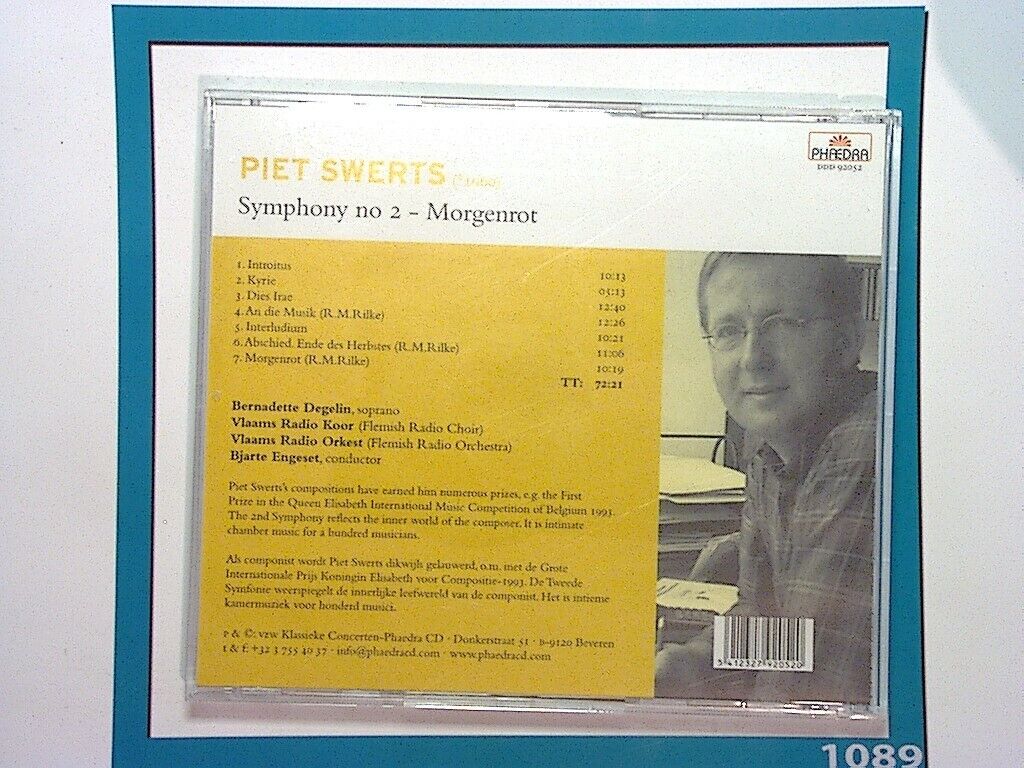 PHÆDRA
DDD 92052
PIET SWERTS (°1960)
Symphony no 2 - Morgenrot
1. Introitus 10:13
2. Kyrie 05:13
3. Dies Irae 12:40
4. An die Musik (R.M.Rilke) 12:26
5. Interludium 10:21
6. Abschied. Ende des Herbstes (R.M.Rilke) 11:06
7. Morgenrot (R.M.Rilke) 10:19
TT: 72:21
Bernadette Degelin, soprano
Vlaams Radio Koor (Flemish Radio Choir)
Vlaams Radio Orkest (Flemish Radio Orchestra)
Bjarte Engeset, conductor
Piet Swerts's compositions have earned him numerous prizes, e.g. the First
Prize in the Queen Elisabeth International Music Competition of Belgium 1993.
The 2nd Symphony reflects the inner world of the composer. It is intimate
chamber music for a hundred musicians.
Als componist wordt Piet Swerts dikwijls gelauwerd, o.m. met de Grote
Internationale Prijs Koningin Elisabeth voor Compositie-1993. De Tweede
Symfonie weerspiegelt de innerlijke leefwereld van de componist. Het is intieme
kamermuziek voor honderd musici.
P & ©: vzw Klassieke Concerten-Phaedra CD · Donkerstraat 51 · B-9120 Beveren
t & f: +32 3 755 40 37 · info@phaedracd.com · www.phaedracd.com
5 412327 920520
1089